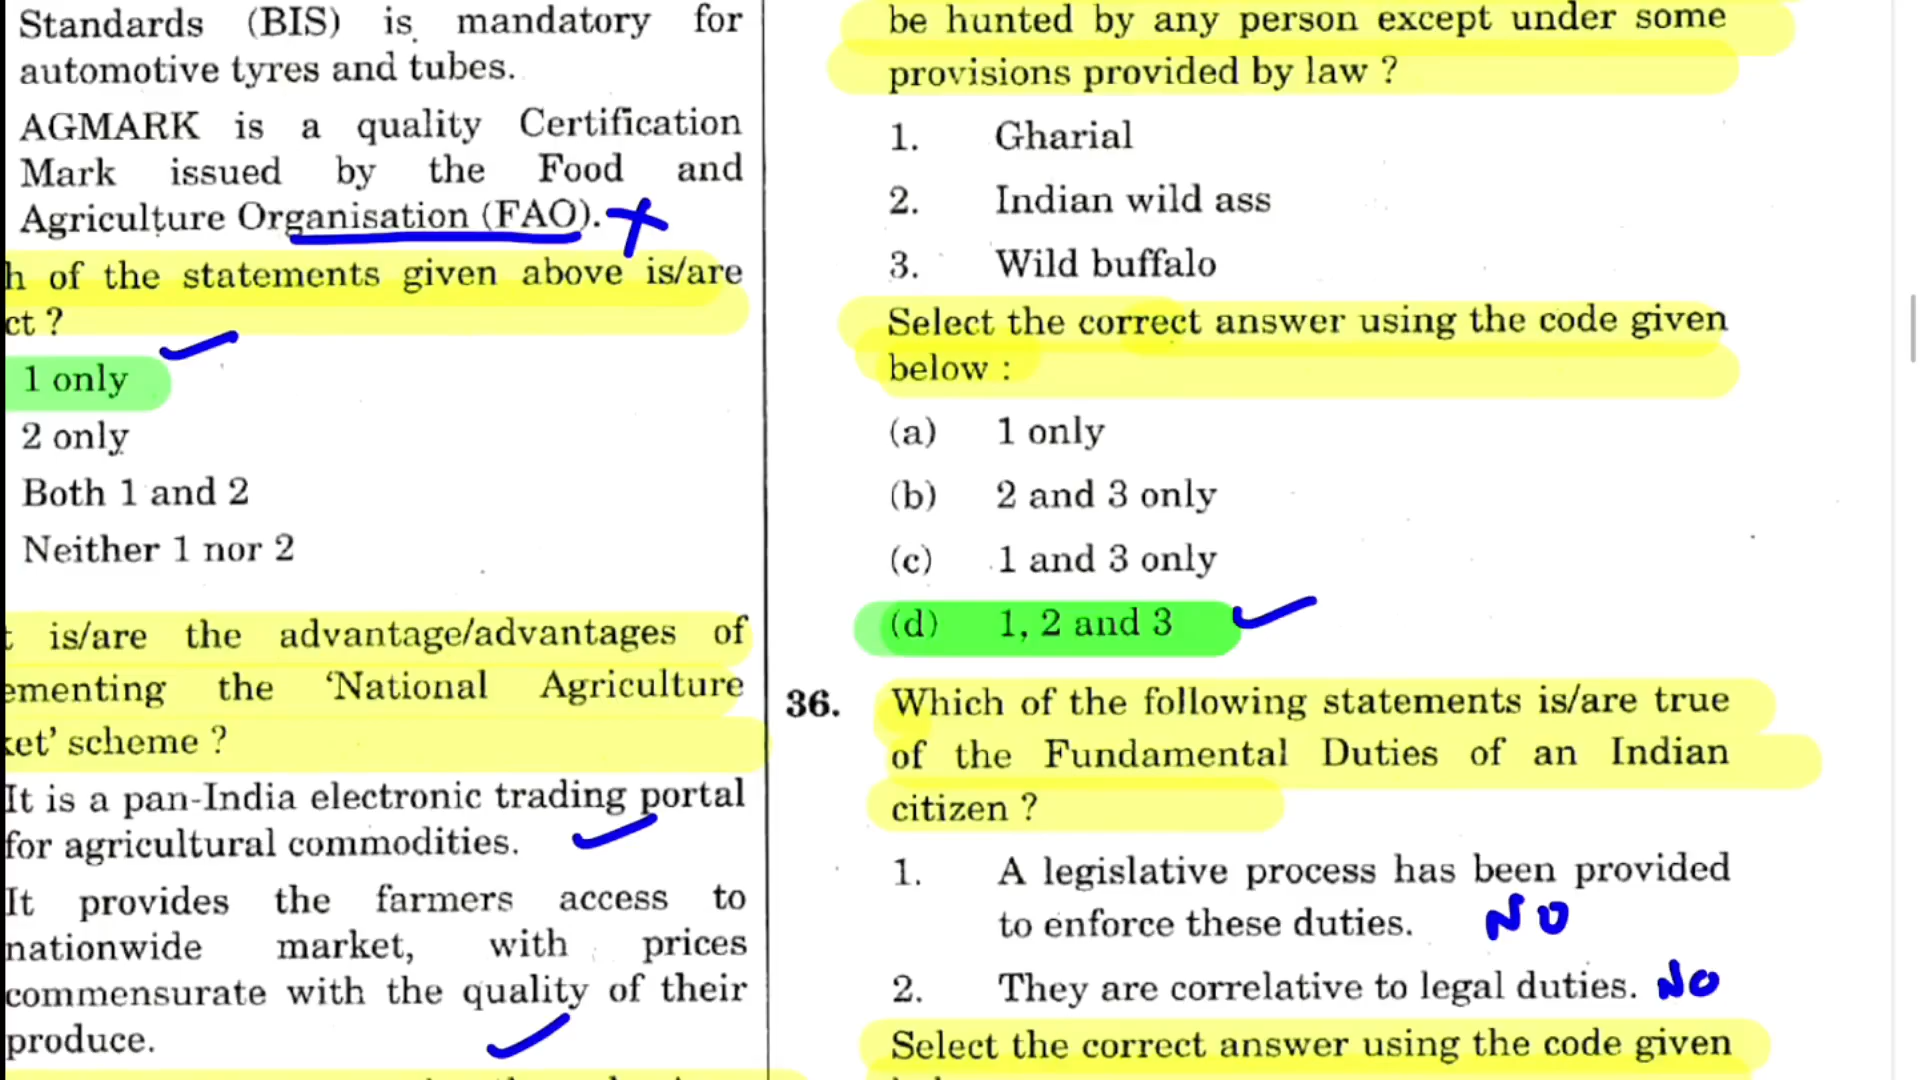 Standards (BIS) is mandatory for
automotive tyres and tubes.
AGMARK is a quality Certification
Mark issued by the Food and
Agriculture Organisation (FAO).
h of the statements given above is/are
ct ?
1 only
2 only
Both 1 and 2
Neither 1 nor 2
is/are the advantage/advantages of
ementing the ‘National Agriculture
ket’ scheme ?
It is a pan-India electronic trading portal
for agricultural commodities.
It provides the farmers access to
nationwide market, with prices
commensurate with the quality of their
produce.
be hunted by any person except under some
provisions provided by law ?
1. Gharial
2. Indian wild ass
3. Wild buffalo
Select the correct answer using the code given
below :
(a) 1 only
(b) 2 and 3 only
(c) 1 and 3 only
(d) 1, 2 and 3
36. Which of the following statements is/are true
of the Fundamental Duties of an Indian
citizen ?
1. A legislative process has been provided
to enforce these duties. NO
2. They are correlative to legal duties. NO
Select the correct answer using the code given